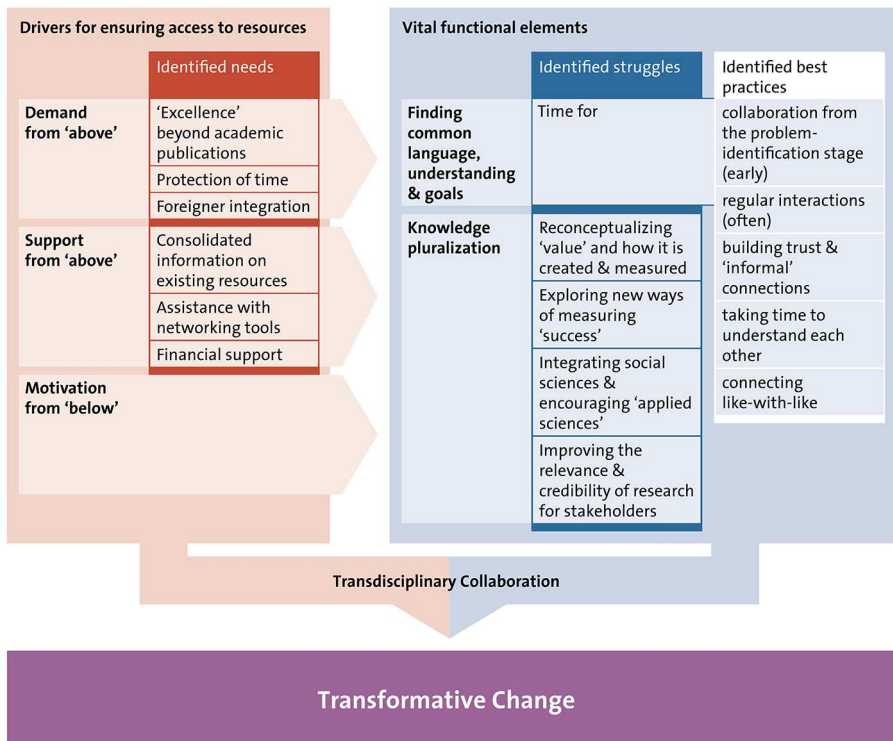 Drivers for ensuring access to resources
Identified needs
Demand
from ‘above’
‘Excellence’
beyond academic
publications
Protection of time
Foreigner integration
Support
from ‘above’
Consolidated
information on
existing resources
Assistance with
networking tools
Financial support
Motivation
from ‘below’
Vital functional elements
Identified struggles
Identified best
practices
Finding
common
language,
understanding
& goals
Time for
Knowledge
pluralization
Reconceptualizing
‘value’ and how it is
created & measured
Exploring new ways
of measuring
‘success’
Integrating social
sciences &
encouraging ‘applied
sciences’
Improving the
relevance &
credibility of research
for stakeholders
collaboration from
the problem-
identification stage
(early)
regular interactions
(often)
building trust &
‘informal’
connections
taking time to
understand each
other
connecting
like-with-like
Transdisciplinary Collaboration
Transformative Change